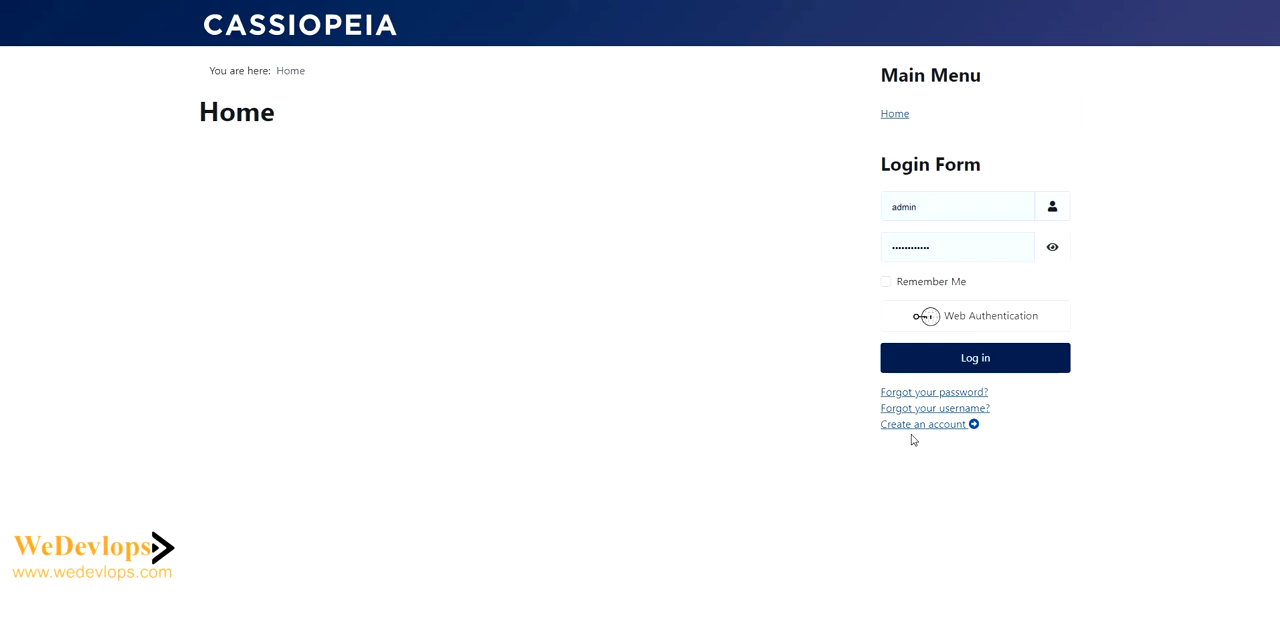 CASSIOPEIA
You are here: Home
Home
Main Menu
Home
Login Form
admin
••••••••••••
Remember Me
Web Authentication
Log in
Forgot your password?
Forgot your username?
Create an account
WeDevlops
www.wedevlops.com